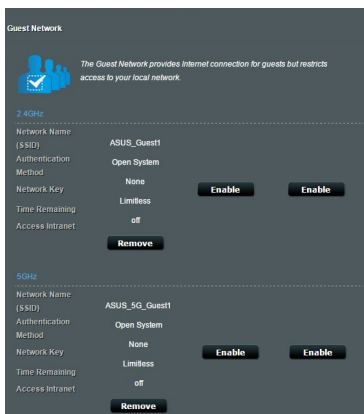 Guest Network
The Guest Network provides Internet connection for guests but restricts
access to your local network.
2.4GHz
Network Name
(SSID)
ASUS_Guest1
Authentication
Method
Open System
Network Key
None
Enable
Enable
Time Remaining
Limitless
Access Intranet
off
Remove
5GHz
Network Name
(SSID)
ASUS_5G_Guest1
Authentication
Method
Open System
Network Key
None
Enable
Enable
Time Remaining
Limitless
Access Intranet
off
Remove